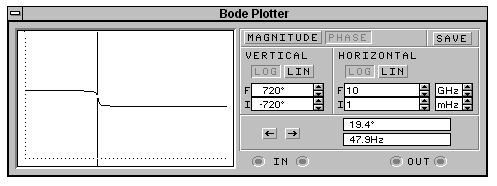 Bode Plotter
MAGNITUDE PHASE SAVE
VERTICAL HORIZONTAL
LOG LIN LOG LIN
F 720° F 10 GHz
I -720° I 1 mHz
← → 19.4°
47.9Hz
IN OUT